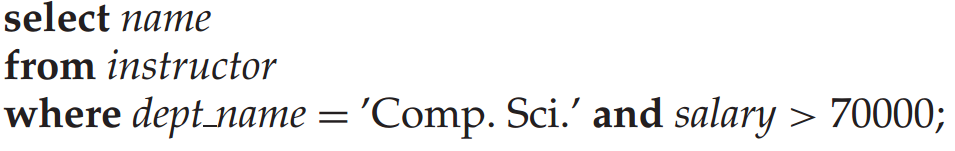 select name
from instructor
where dept_name = ’Comp. Sci.’ and salary > 70000;